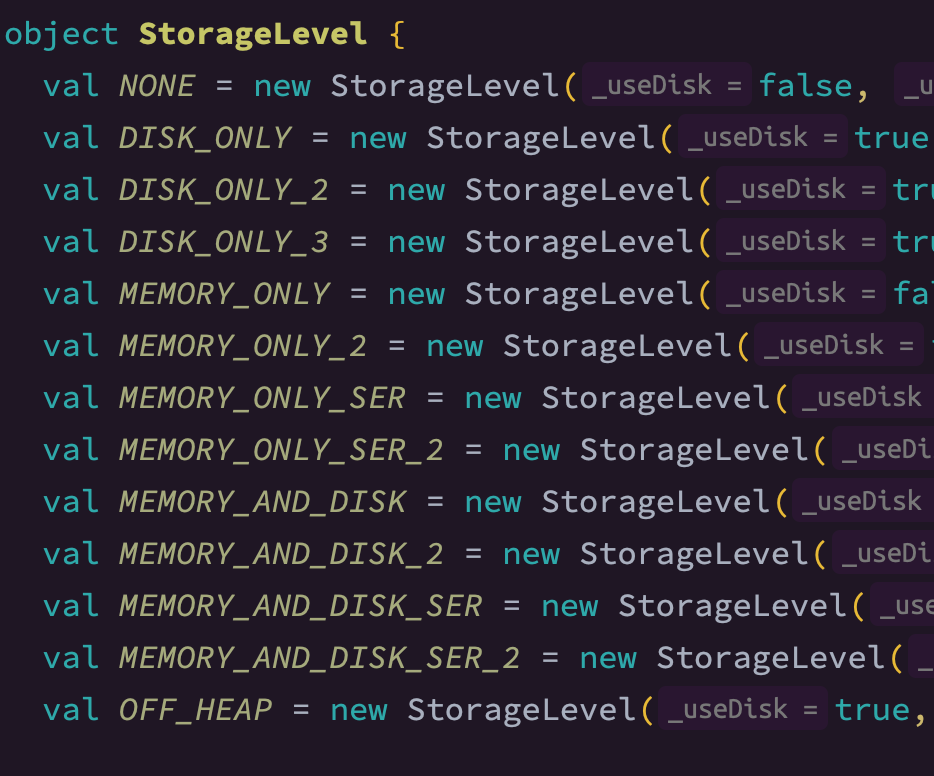 object StorageLevel {
val NONE = new StorageLevel( _useDisk = false, _u
val DISK_ONLY = new StorageLevel( _useDisk = true
val DISK_ONLY_2 = new StorageLevel( _useDisk = tru
val DISK_ONLY_3 = new StorageLevel( _useDisk = tru
val MEMORY_ONLY = new StorageLevel( _useDisk = fal
val MEMORY_ONLY_2 = new StorageLevel( _useDisk =
val MEMORY_ONLY_SER = new StorageLevel( _useDisk
val MEMORY_ONLY_SER_2 = new StorageLevel( _useDi
val MEMORY_AND_DISK = new StorageLevel( _useDisk
val MEMORY_AND_DISK_2 = new StorageLevel( _useDi
val MEMORY_AND_DISK_SER = new StorageLevel( _use
val MEMORY_AND_DISK_SER_2 = new StorageLevel( _
val OFF_HEAP = new StorageLevel( _useDisk = true,